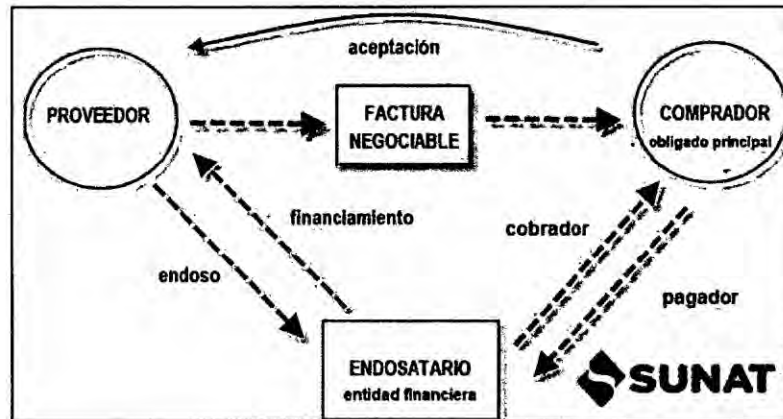 aceptación
PROVEEDOR
FACTURA
NEGOCIABLE
COMPRADOR
obligado principal
financiamiento
cobrador
endoso
pagador
ENDOSATARIO
entidad financiera
SUNAT